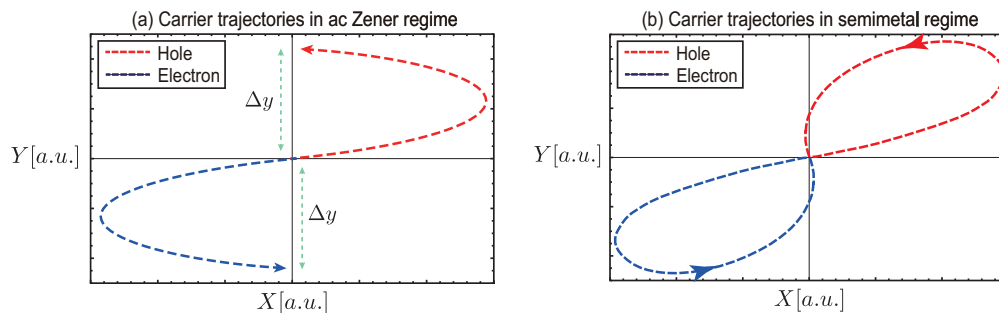 (a) Carrier trajectories in ac Zener regime
Hole
Electron
Δy
Δy
Y[a.u.]
X[a.u.]
(b) Carrier trajectories in semimetal regime
Hole
Electron
Y[a.u.]
X[a.u.]